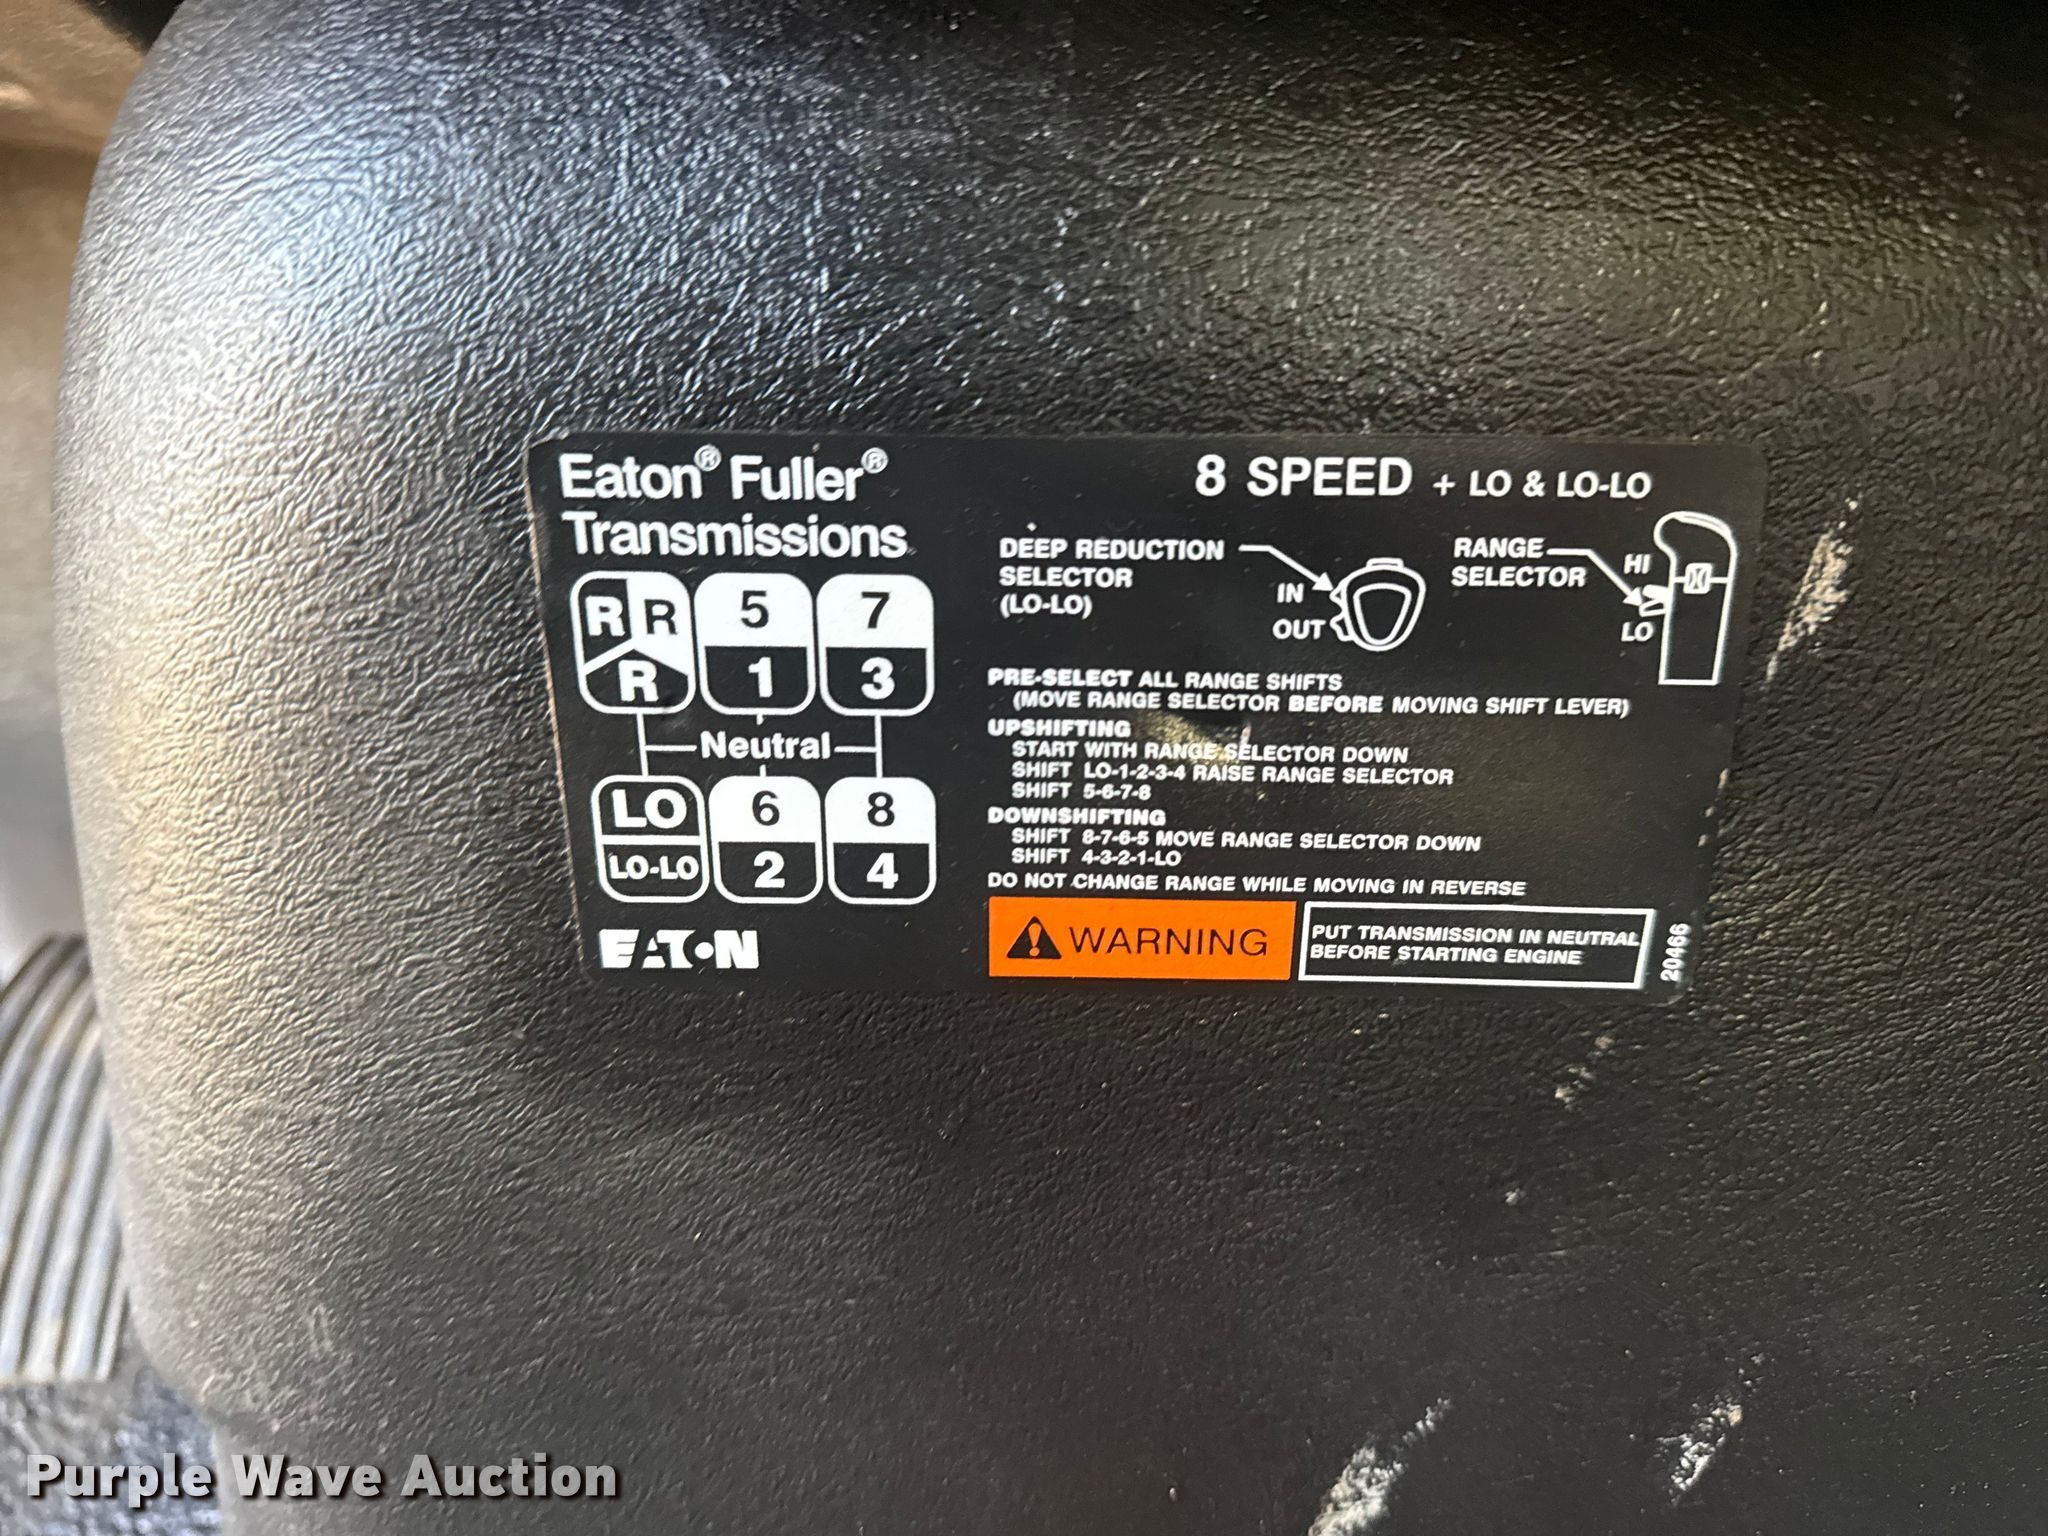 Eaton® Fuller®
Transmissions
R R
R
5
1
7
3
Neutral
LO
LO-LO
6
2
8
4
EATON
8 SPEED + LO & LO-LO
DEEP REDUCTION
SELECTOR
(LO-LO)
IN
OUT
RANGE
SELECTOR
HI
LO
PRE-SELECT ALL RANGE SHIFTS
(MOVE RANGE SELECTOR BEFORE MOVING SHIFT LEVER)
UPSHIFTING
START WITH RANGE SELECTOR DOWN
SHIFT LO-1-2-3-4 RAISE RANGE SELECTOR
SHIFT 5-6-7-8
DOWNSHIFTING
SHIFT 8-7-6-5 MOVE RANGE SELECTOR DOWN
SHIFT 4-3-2-1-LO
DO NOT CHANGE RANGE WHILE MOVING IN REVERSE
WARNING
PUT TRANSMISSION IN NEUTRAL
BEFORE STARTING ENGINE
20466
Purple Wave Auction